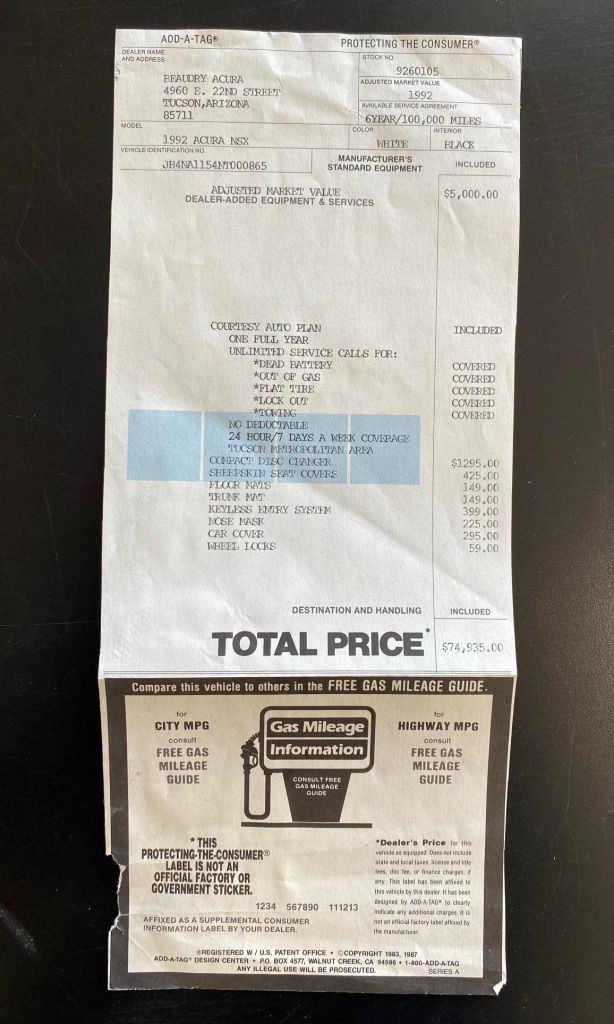 ADD-A-TAG® PROTECTING THE CONSUMER®
DEALER NAME AND ADDRESS
BEAUDRY ACURA
4960 E. 22ND STREET
TUCSON,ARIZONA
85711
STOCK NO.
9260105
ADJUSTED MARKET VALUE
1992
AVAILABLE SERVICE AGREEMENT
6YEAR/100,000 MILES
MODEL
1992 ACURA NSX
COLOR
WHITE
INTERIOR
BLACK
VEHICLE IDENTIFICATION NO.
JH4NA1154NT000865
MANUFACTURER'S
STANDARD EQUIPMENT
INCLUDED
ADJUSTED MARKET VALUE $5,000.00
DEALER-ADDED EQUIPMENT & SERVICES
COURTESY AUTO PLAN INCLUDED
ONE FULL YEAR
UNLIMITED SERVICE CALLS FOR:
*DEAD BATTERY COVERED
*OUT OF GAS COVERED
*FLAT TIRE COVERED
*LOCK OUT COVERED
*TOWING COVERED
NO DEDUCTABLE
24 HOUR/7 DAYS A WEEK COVERAGE
TUCSON METROPOLITAN AREA
COMPACT DISC CHANGER $1295.00
SHEEPSKIN SEAT COVERS 425.00
FLOOR MATS 149.00
TRUNK MAT 149.00
KEYLESS ENTRY SYSTEM 399.00
NOSE MASK 225.00
CAR COVER 295.00
WHEEL LOCKS 59.00
DESTINATION AND HANDLING INCLUDED
TOTAL PRICE* $74,935.00
Compare this vehicle to others in the FREE GAS MILEAGE GUIDE.
for
CITY MPG
consult
FREE GAS
MILEAGE
GUIDE
Gas Mileage
Information
CONSULT FREE
GAS MILEAGE
GUIDE
for
HIGHWAY MPG
consult
FREE GAS
MILEAGE
GUIDE
* THIS
PROTECTING-THE-CONSUMER®
LABEL IS NOT AN
OFFICIAL FACTORY OR
GOVERNMENT STICKER.
*Dealer's Price for this
vehicle as equipped. Does not include
state and local taxes, license and title
fees, doc fee, or finance charges, if
any. This label has been affixed to
this vehicle by this dealer. It has been
designed by ADD-A-TAG® to clearly
indicate any additional charges. It is
not an official factory label affixed by
the manufacturer.
1234 567890 111213
AFFIXED AS A SUPPLEMENTAL CONSUMER
INFORMATION LABEL BY YOUR DEALER.
®REGISTERED W / U.S. PATENT OFFICE • ©COPYRIGHT 1983, 1987
ADD-A-TAG® DESIGN CENTER • P.O. BOX 4577, WALNUT CREEK, CA 94596 • 1-800-ADD-A-TAG
ANY ILLEGAL USE WILL BE PROSECUTED. SERIES A